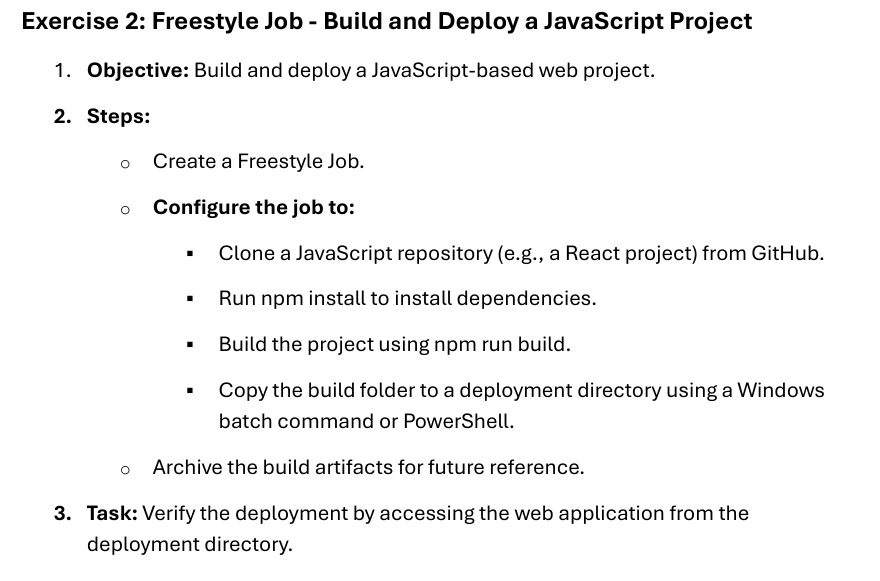 Exercise 2: Freestyle Job - Build and Deploy a JavaScript Project
1. Objective: Build and deploy a JavaScript-based web project.
2. Steps:
o Create a Freestyle Job.
o Configure the job to:
▪ Clone a JavaScript repository (e.g., a React project) from GitHub.
▪ Run npm install to install dependencies.
▪ Build the project using npm run build.
▪ Copy the build folder to a deployment directory using a Windows
batch command or PowerShell.
o Archive the build artifacts for future reference.
3. Task: Verify the deployment by accessing the web application from the
deployment directory.